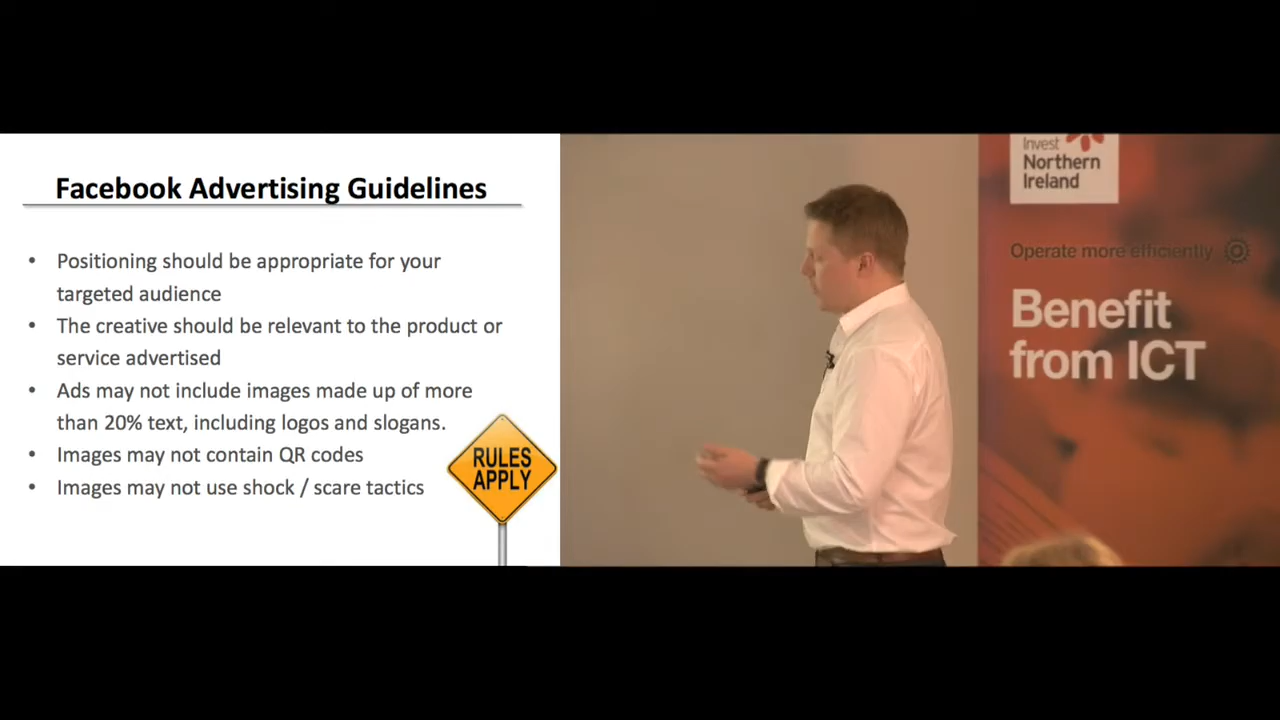 Facebook Advertising Guidelines
• Positioning should be appropriate for your
targeted audience
• The creative should be relevant to the product or
service advertised
• Ads may not include images made up of more
than 20% text, including logos and slogans.
• Images may not contain QR codes
• Images may not use shock / scare tactics
RULES
APPLY
Invest
Northern
Ireland
Operate more efficiently
Benefit
from ICT